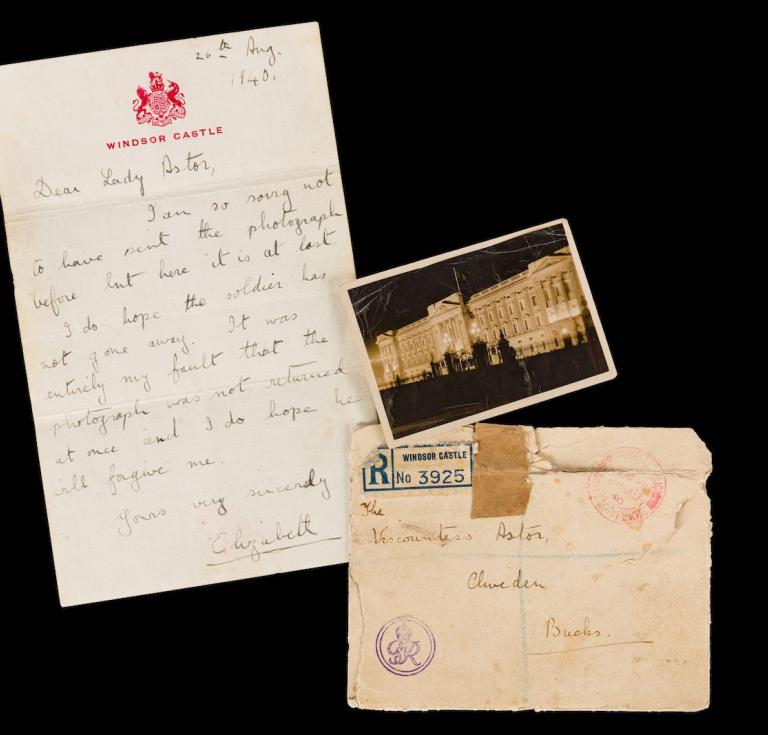 26th Aug.
1940.
WINDSOR CASTLE
Dear Lady Astor,
I am so sorry not
to have sent the photograph
before but here it is at last.
I do hope the soldier has
not gone away. It was
entirely my fault that the
photograph was not returned
at once and I do hope he
will forgive me.
Yours very sincerely
Elizabeth
R
WINDSOR CASTLE
No 3925
The
Viscountess Astor,
Cliveden
Bucks.
GR